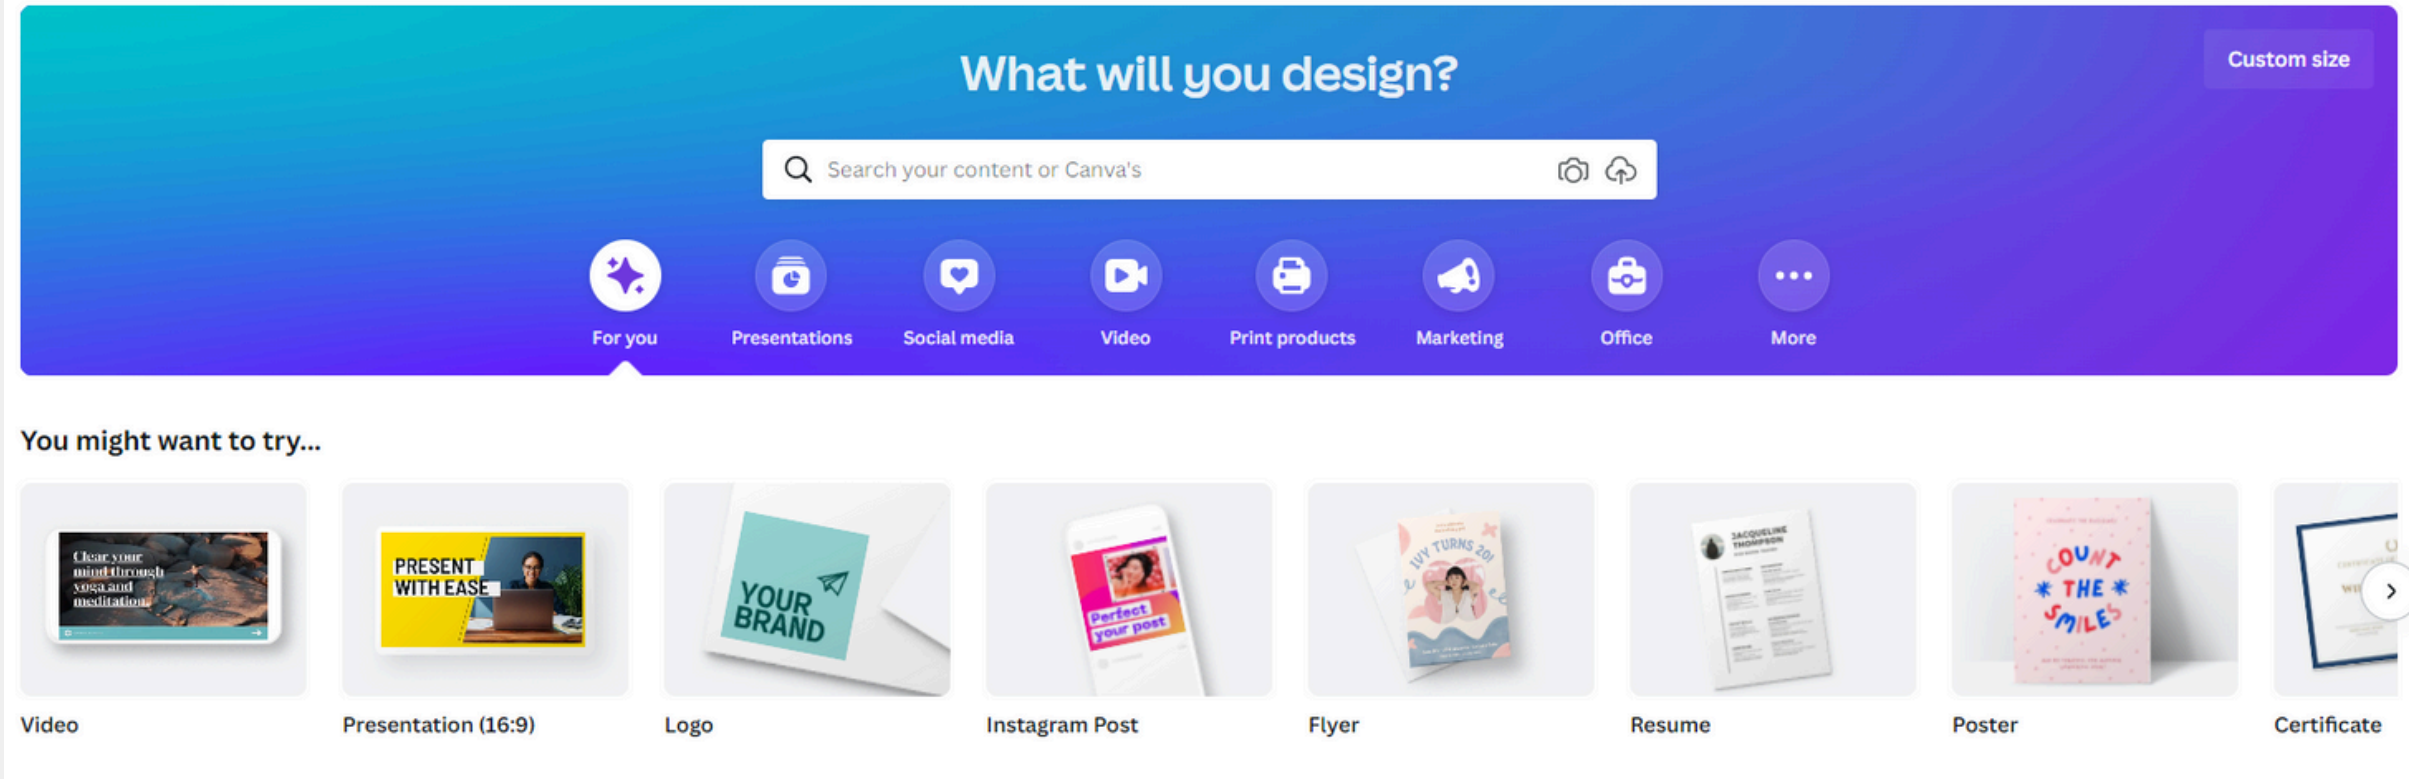 What will you design?
Custom size
Search your content or Canva's
For you
Presentations
Social media
Video
Print products
Marketing
Office
More
You might want to try...
Clear your
mind through
yoga and
meditation.
PRESENT
WITH EASE
YOUR
BRAND
Perfect
your post
IVY TURNS 20!
JACQUELINE
THOMPSON
COUNT
* THE *
SMILES
Video
Presentation (16:9)
Logo
Instagram Post
Flyer
Resume
Poster
Certificate